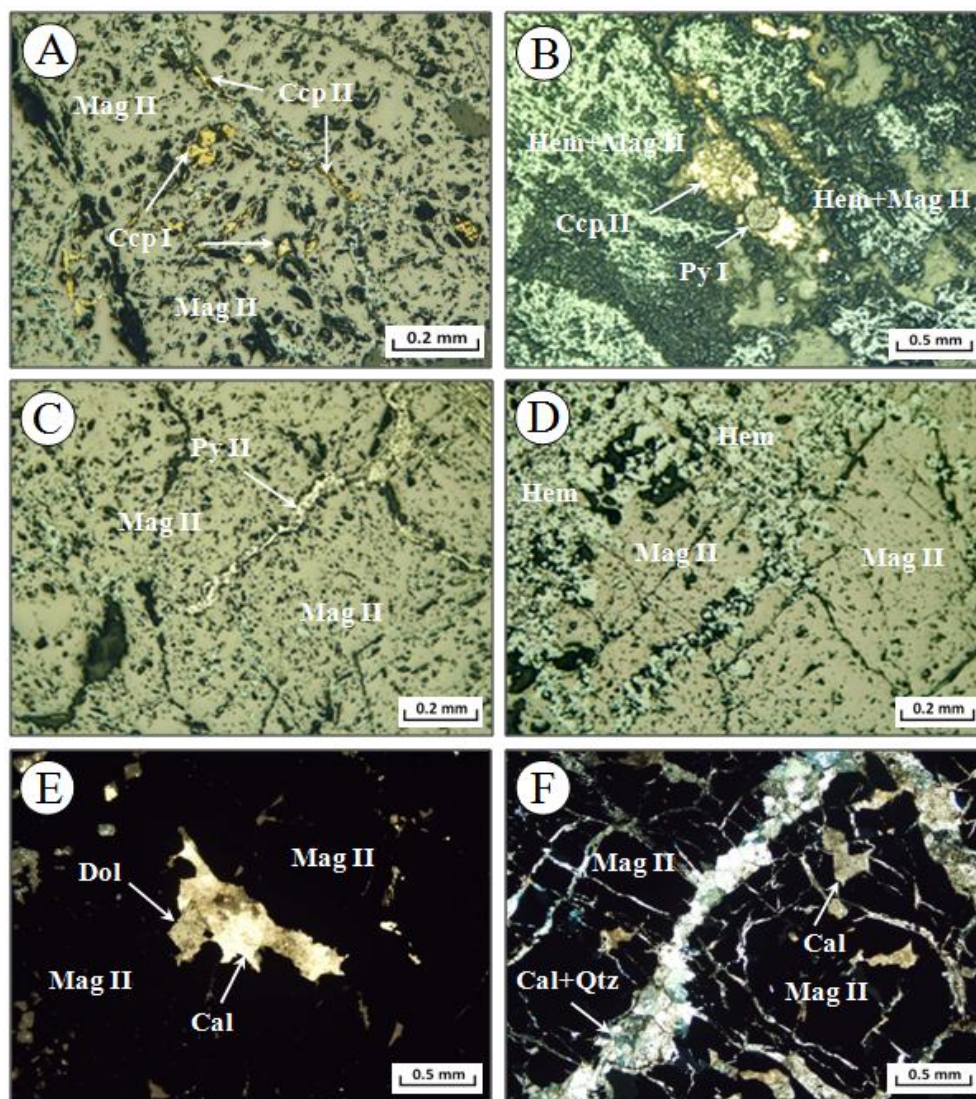 A
Mag II
Ccp II
Ccp I
Mag II
0.2 mm
B
Hem+Mag II
Hem+Mag II
Ccp II
Py I
0.5 mm
C
Py II
Mag II
Mag II
0.2 mm
D
Hem
Hem
Mag II
Mag II
0.2 mm
E
Mag II
Dol
Mag II
Cal
0.5 mm
F
Mag II
Cal
Mag II
Cal+Qtz
0.5 mm